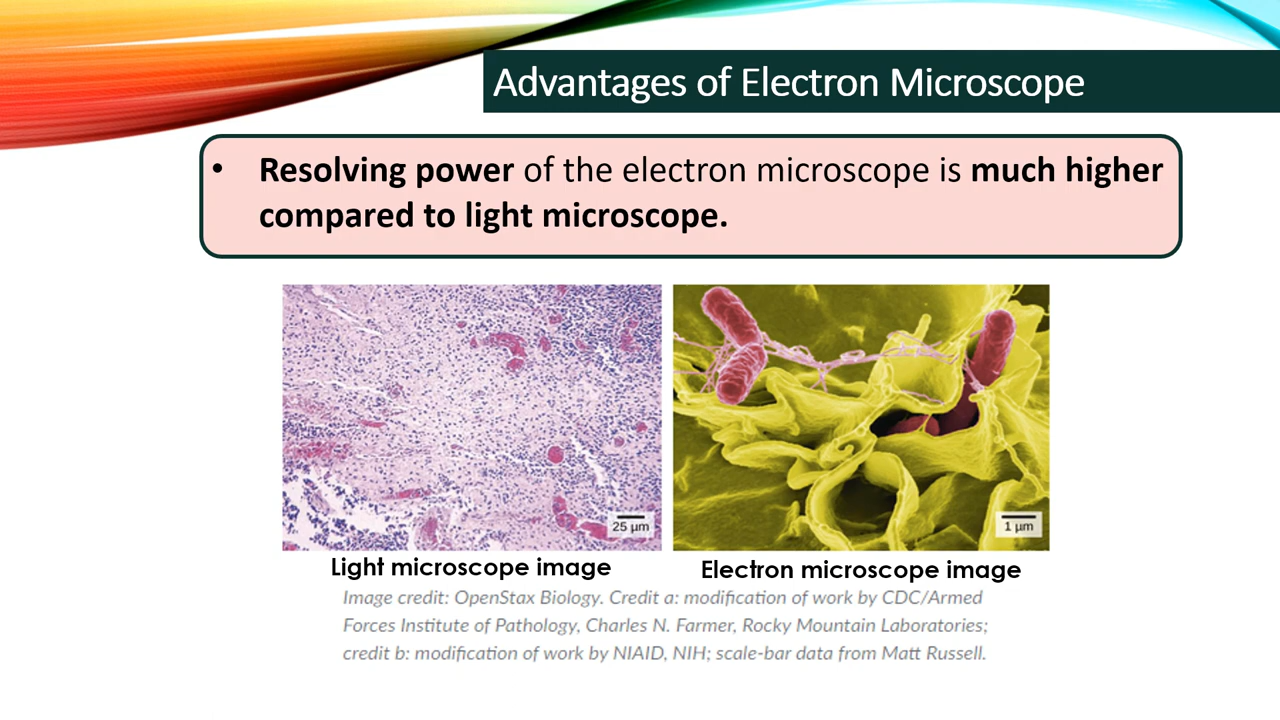 Advantages of Electron Microscope
• Resolving power of the electron microscope is much higher
compared to light microscope.
25 µm
1 µm
Light microscope image
Electron microscope image
Image credit: OpenStax Biology. Credit a: modification of work by CDC/Armed
Forces Institute of Pathology, Charles N. Farmer, Rocky Mountain Laboratories;
credit b: modification of work by NIAID, NIH; scale-bar data from Matt Russell.